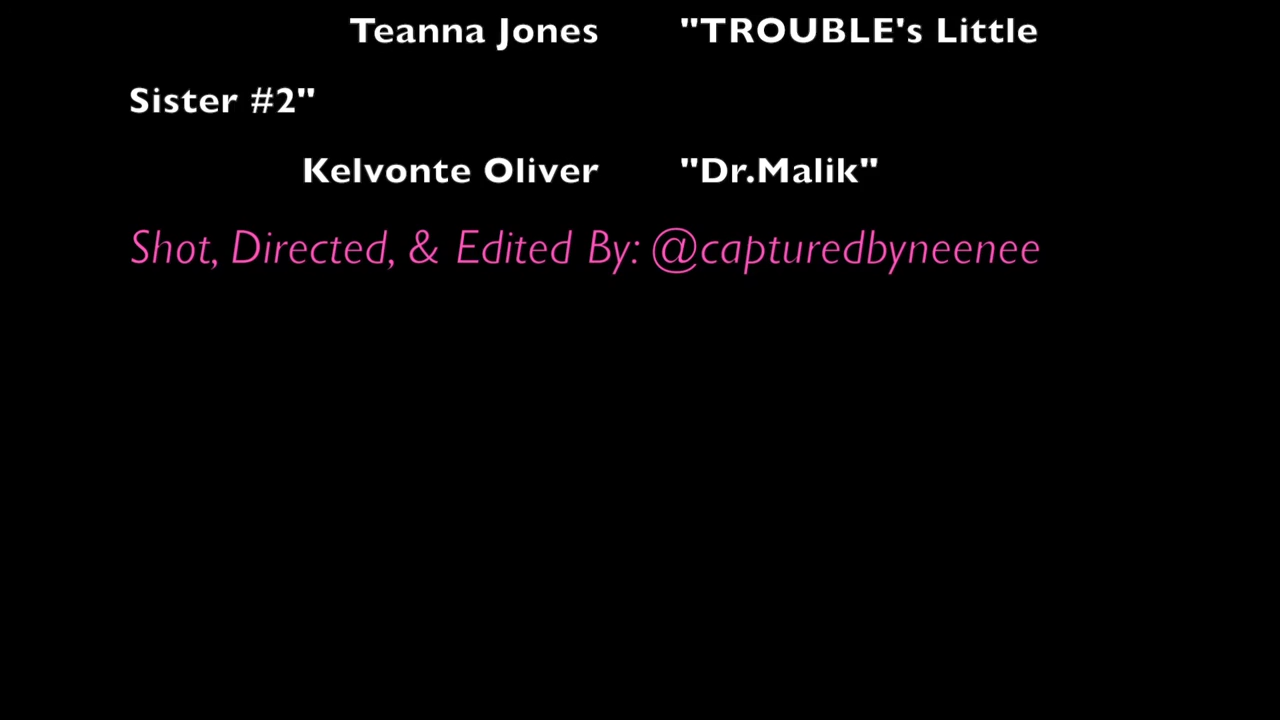 Teanna Jones "TROUBLE's Little
Sister #2"
Kelvonte Oliver "Dr.Malik"
Shot, Directed, & Edited By: @capturedbyneenee